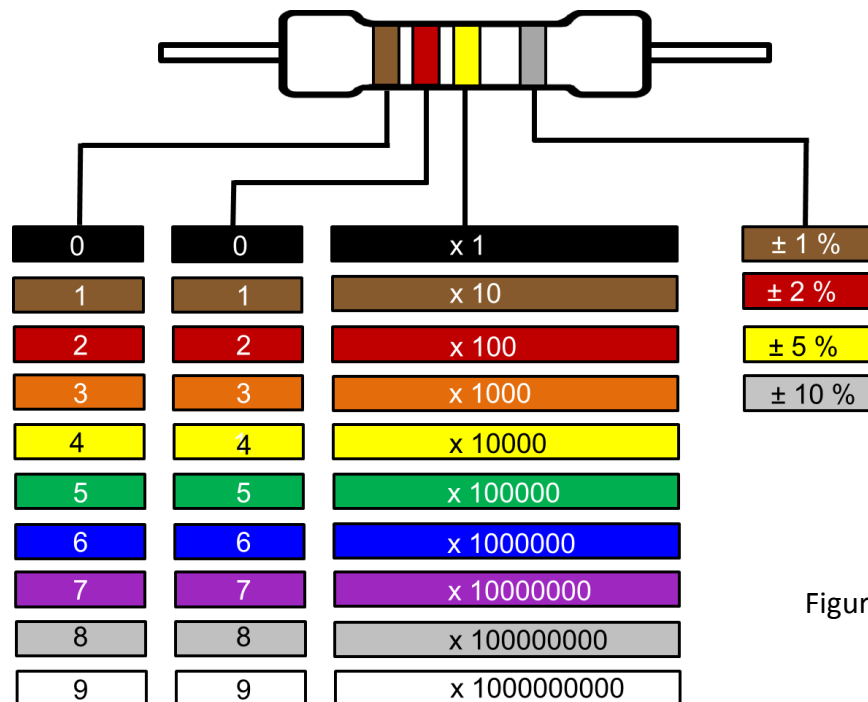 0 0 x 1 ± 1 %
1 1 x 10 ± 2 %
2 2 x 100 ± 5 %
3 3 x 1000 ± 10 %
4 4 x 10000
5 5 x 100000
6 6 x 1000000
7 7 x 10000000
Figur
8 8 x 100000000
9 9 x 1000000000